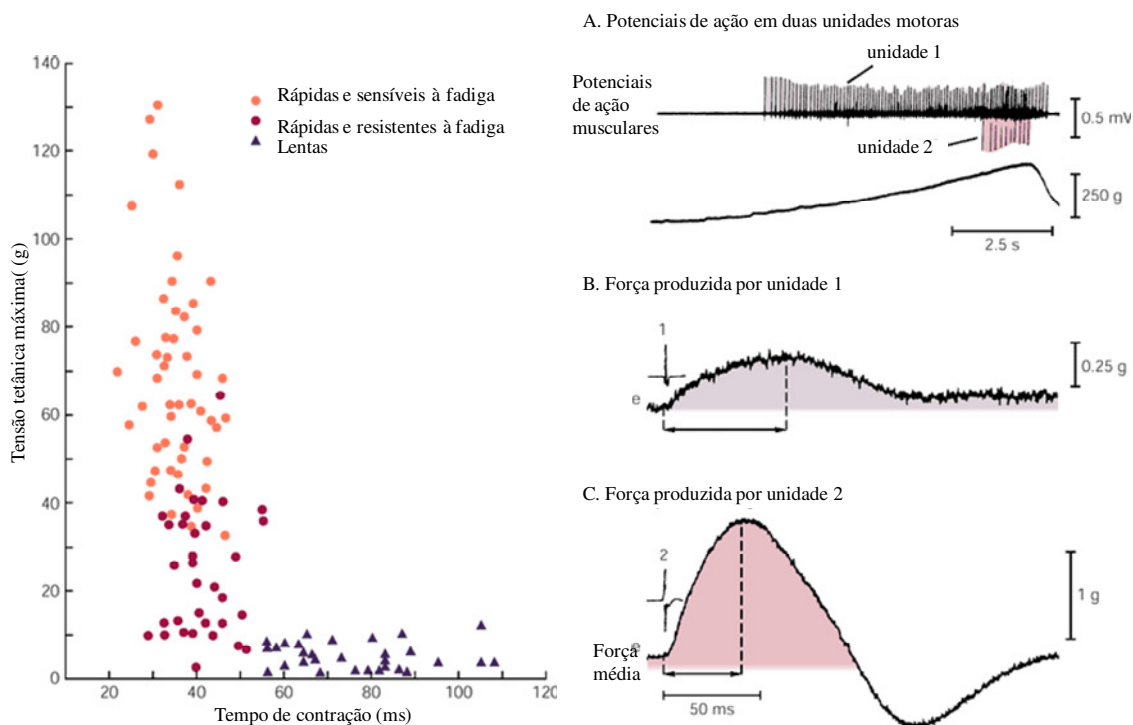 140
120
100
80
60
40
20
0
20
40
60
80
100
120
Tensão tetânica máxima( (g)
Tempo de contração (ms)
Rápidas e sensíveis à fadiga
Rápidas e resistentes à fadiga
Lentas
A. Potenciais de ação em duas unidades motoras
unidade 1
Potenciais
de ação
musculares
0.5 mV
unidade 2
250 g
2.5 s
B. Força produzida por unidade 1
1
0.25 g
e
C. Força produzida por unidade 2
2
1 g
e
Força
média
50 ms